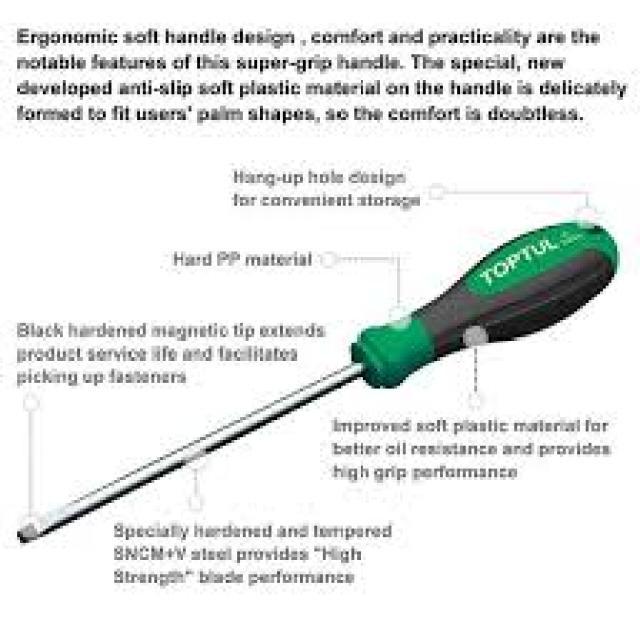 Ergonomic soft handle design , comfort and practicality are the
notable features of this super-grip handle. The special, new
developed anti-slip soft plastic material on the handle is delicately
formed to fit users' palm shapes, so the comfort is doubtless.
Hang-up hole design
for convenient storage
TOPTUL
Hard PP material
Black hardened magnetic tip extends
product service life and facilitates
picking up fasteners
Improved soft plastic material for
better oil resistance and provides
high grip performance
Specially hardened and tempered
SNCM+V steel provides "High
Strength" blade performance